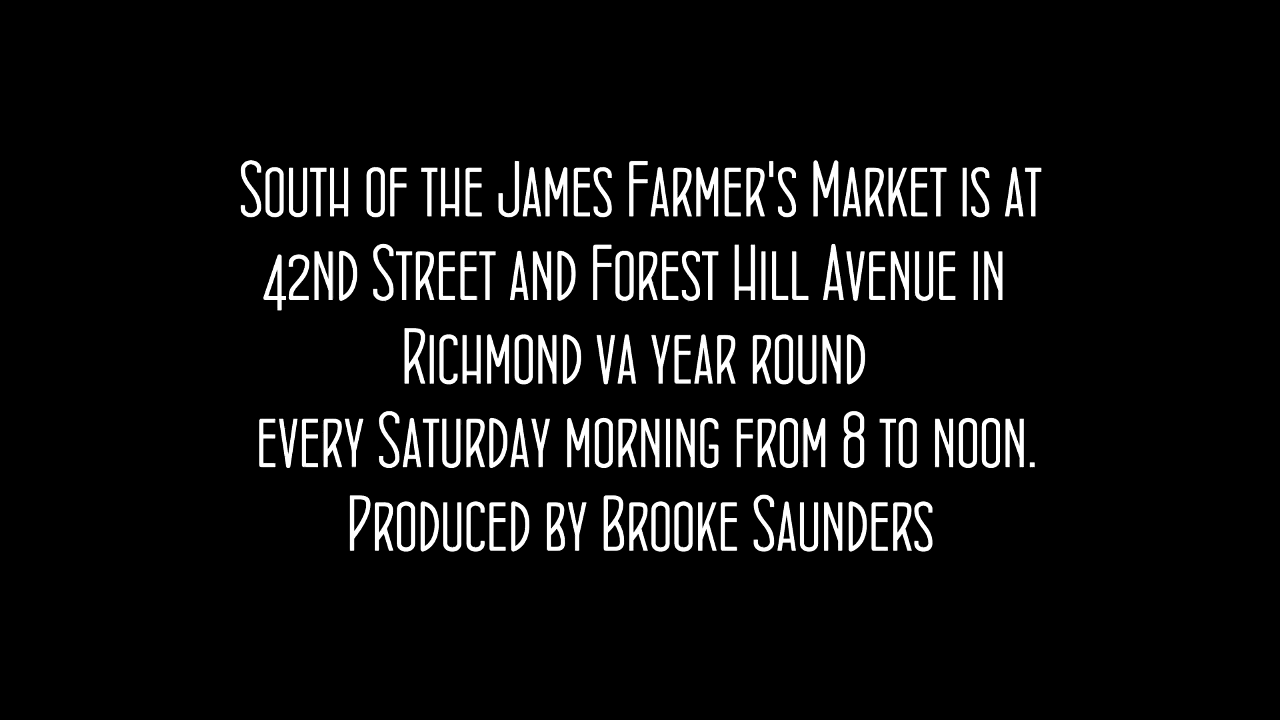 South of the James Farmer's Market is at
42nd Street and Forest Hill Avenue in
Richmond va year round
every Saturday morning from 8 to noon.
Produced by Brooke Saunders